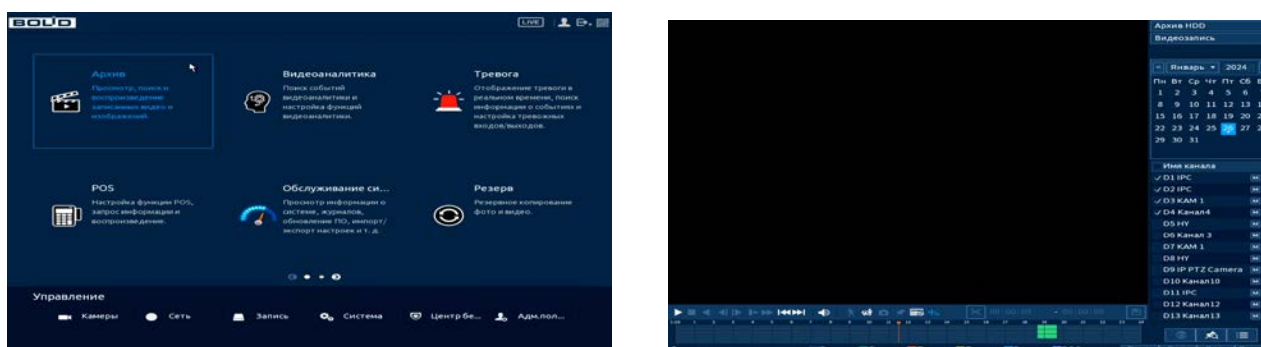 BOLID
LIVE
Архив
Просмотр, поиск и
воспроизведение
записанных видео и
изображений.
Видеоаналитика
Поиск событий
видеоаналитики и
настройка функций
видеоаналитики.
Тревога
Отображение тревоги в
реальном времени, поиск
информации о событиях и
настройка тревожных
входов/выходов.
POS
Настройка функции POS,
запрос информации и
воспроизведение.
Обслуживание си...
Просмотр информации о
системе, журналов,
обновление ПО, импорт/
экспорт настроек и т. д.
Резерв
Резервное копирование
фото и видео.
Управление
Камеры Сеть Запись Система Центр бе... Адм.пол...
Архив HDD
Видеозапись
Январь 2024
Пн Вт Ср Чт Пт Сб
1 2 3 4 5 6
8 9 10 11 12 13
15 16 17 18 19 20
22 23 24 25 26 27
29 30 31
Имя канала
D1 IPC
D2 IPC
D3 KAM 1
D4 Канал4
D5 HY
D6 Канал 3
D7 KAM 1
D8 HY
D9 IP PTZ Camera
D10 Канал10
D11 IPC
D12 Канал12
D13 Канал13